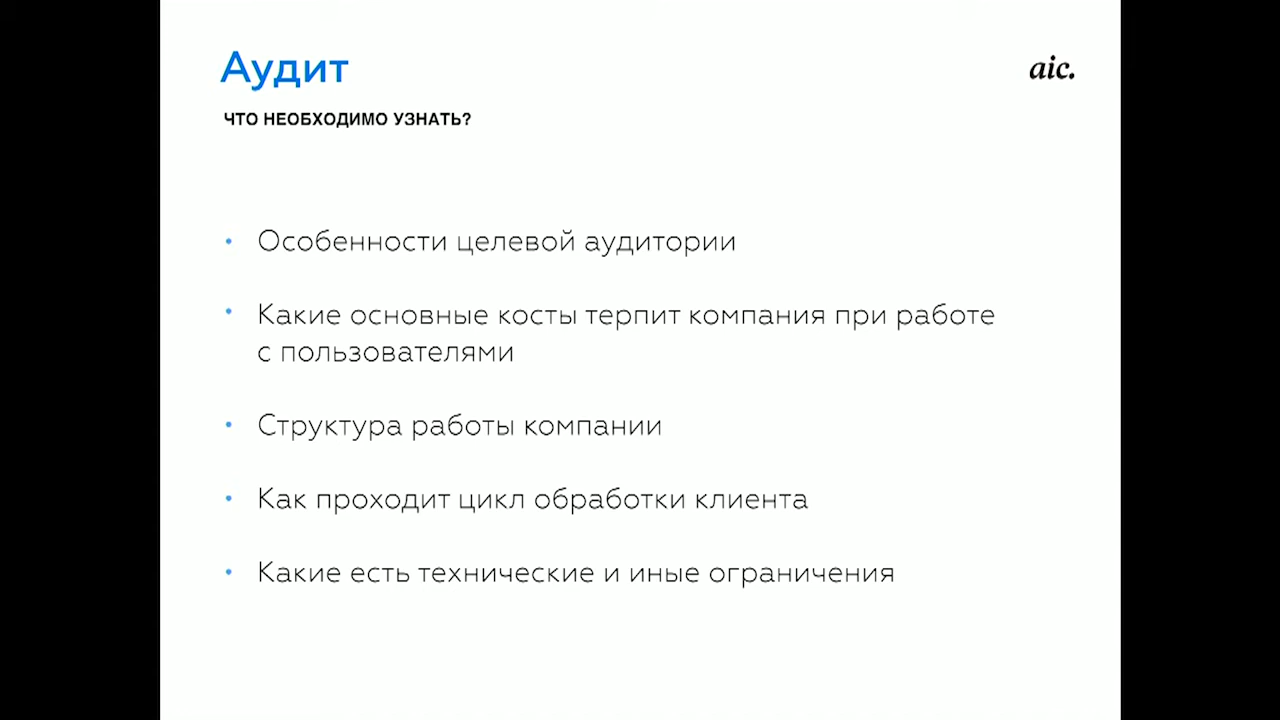 Аудит
aic.
ЧТО НЕОБХОДИМО УЗНАТЬ?
• Особенности целевой аудитории
• Какие основные косты терпит компания при работе
с пользователями
• Структура работы компании
• Как проходит цикл обработки клиента
• Какие есть технические и иные ограничения